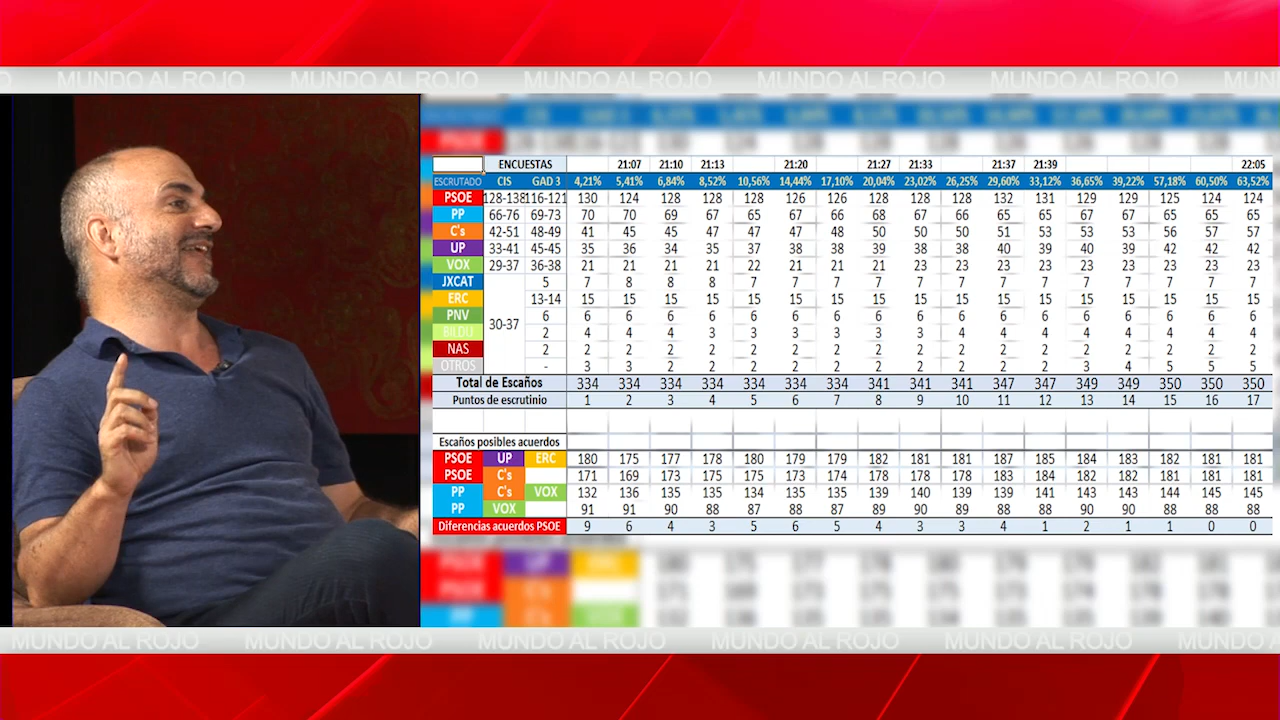 MUNDO AL ROJO MUNDO AL ROJO MUNDO AL ROJO MUNDO AL ROJO MUNDO AL ROJO MUN
ENCUESTAS 21:07 21:10 21:13 21:20 21:27 21:33 21:37 21:39 22:05
ESCRUTADO CIS GAD 3 4,21% 5,41% 6,84% 8,52% 10,56% 14,44% 17,10% 20,04% 23,02% 26,25% 29,60% 33,12% 36,65% 39,22% 57,18% 60,50% 63,52%
PSOE 128-138 116-121 130 124 128 128 128 126 126 128 128 128 132 131 129 129 125 124 124
PP 66-76 69-73 70 70 69 67 65 67 66 68 67 66 65 65 67 67 65 65 65
C's 42-51 48-49 41 45 45 47 47 47 48 50 50 50 51 53 53 53 56 57 57
UP 33-41 45-45 35 36 34 35 37 38 38 39 38 38 40 39 40 39 42 42 42
VOX 29-37 36-38 21 21 21 21 22 21 21 21 23 23 23 23 23 23 23 23 23
JXCAT 5 7 8 8 8 7 7 7 7 7 7 7 7 7 7 7 7 7
ERC 13-14 15 15 15 15 15 15 15 15 15 15 15 15 15 15 15 15 15
PNV 6 6 6 6 6 6 6 6 6 6 6 6 6 6 6 6 6 6
30-37
BILDU 2 4 4 4 3 3 3 3 3 3 4 4 4 4 4 4 4 4
NAS 2 2 2 2 2 2 2 2 2 2 2 2 2 2 2 2 2 2
OTROS - 3 3 2 2 2 2 2 2 2 2 2 2 3 4 5 5 5
Total de Escaños 334 334 334 334 334 334 334 341 341 341 347 347 349 349 350 350 350
Puntos de escrutinio 1 2 3 4 5 6 7 8 9 10 11 12 13 14 15 16 17
Escaños posibles acuerdos
PSOE UP ERC 180 175 177 178 180 179 179 182 181 181 187 185 184 183 182 181 181
PSOE C's 171 169 173 175 175 173 174 178 178 178 183 184 182 182 181 181 181
PP C's VOX 132 136 135 135 134 135 135 139 140 139 139 141 143 143 144 144 145
PP VOX 91 91 90 88 87 88 87 89 90 89 88 88 90 90 88 88 88
Diferencias acuerdos PSOE 9 6 4 3 5 6 5 4 3 3 4 1 2 1 1 0 0
MUNDO AL ROJO MUNDO AL ROJO MUNDO AL ROJO MUNDO AL ROJO MUNDO AL ROJO MUNDO A